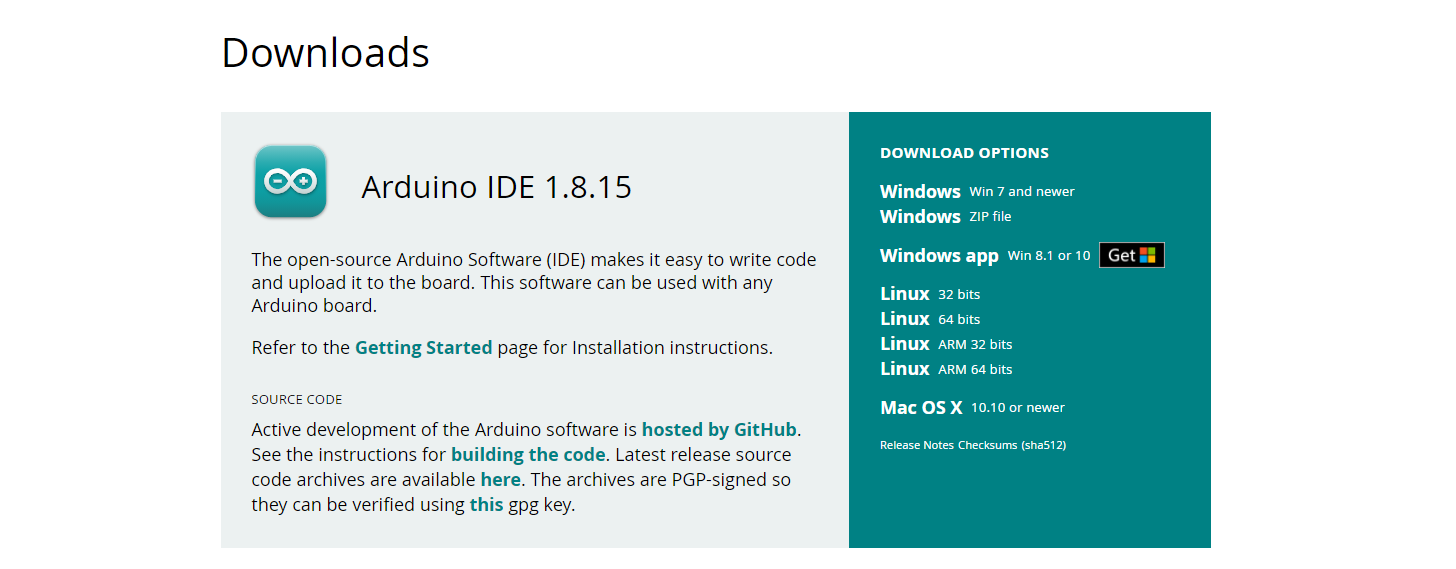 Downloads
Arduino IDE 1.8.15
The open-source Arduino Software (IDE) makes it easy to write code
and upload it to the board. This software can be used with any
Arduino board.
Refer to the Getting Started page for Installation instructions.
SOURCE CODE
Active development of the Arduino software is hosted by GitHub.
See the instructions for building the code. Latest release source
code archives are available here. The archives are PGP-signed so
they can be verified using this gpg key.
DOWNLOAD OPTIONS
Windows Win 7 and newer
Windows ZIP file
Windows app Win 8.1 or 10 Get
Linux 32 bits
Linux 64 bits
Linux ARM 32 bits
Linux ARM 64 bits
Mac OS X 10.10 or newer
Release Notes Checksums (sha512)